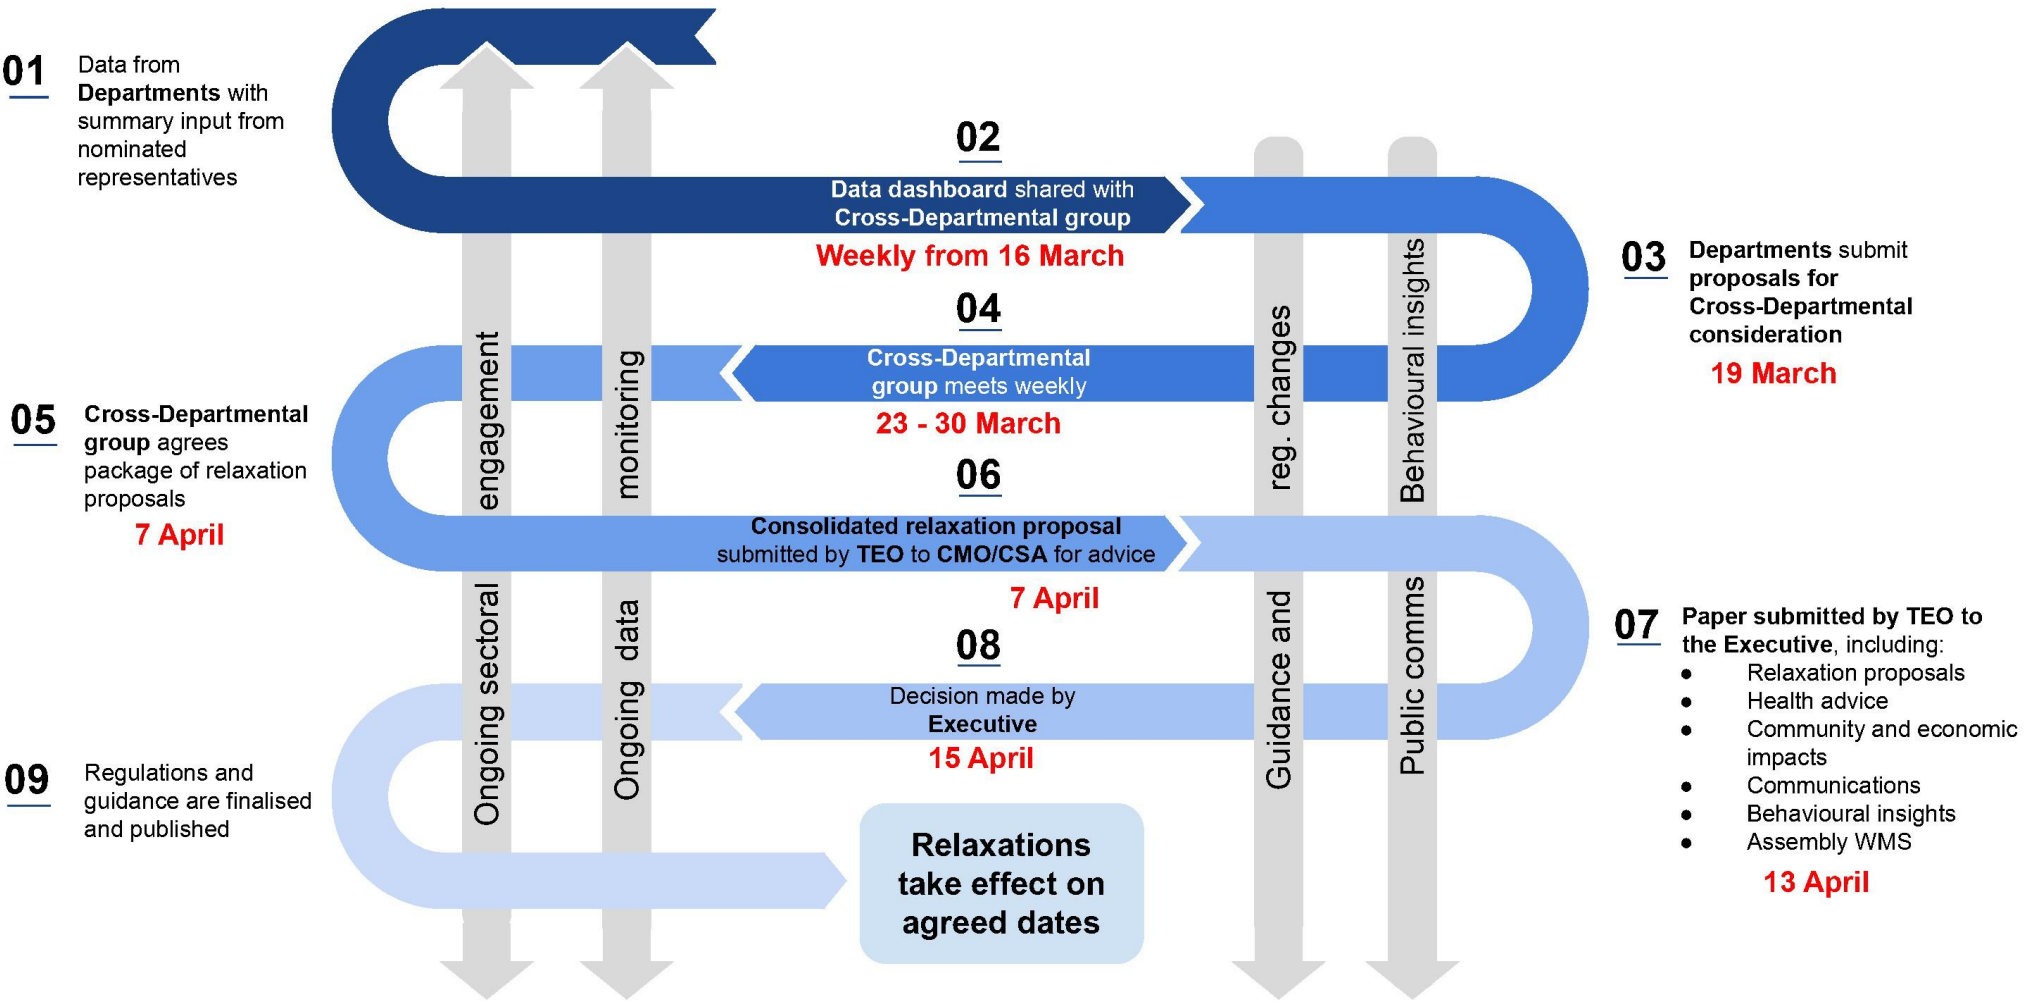 01
Data from
Departments with
summary input from
nominated
representatives
02
Data dashboard shared with
Cross-Departmental group
Weekly from 16 March
03
Departments submit
proposals for
Cross-Departmental
consideration
19 March
04
Cross-Departmental
group meets weekly
23 - 30 March
05
Cross-Departmental
group agrees
package of relaxation
proposals
7 April
06
Consolidated relaxation proposal
submitted by TEO to CMO/CSA for advice
7 April
07
Paper submitted by TEO to
the Executive, including:
● Relaxation proposals
● Health advice
● Community and economic
impacts
● Communications
● Behavioural insights
● Assembly WMS
13 April
08
Decision made by
Executive
15 April
09
Regulations and
guidance are finalised
and published
Relaxations
take effect on
agreed dates
Ongoing sectoral engagement
Ongoing data monitoring
Guidance and reg. changes
Public comms Behavioural insights